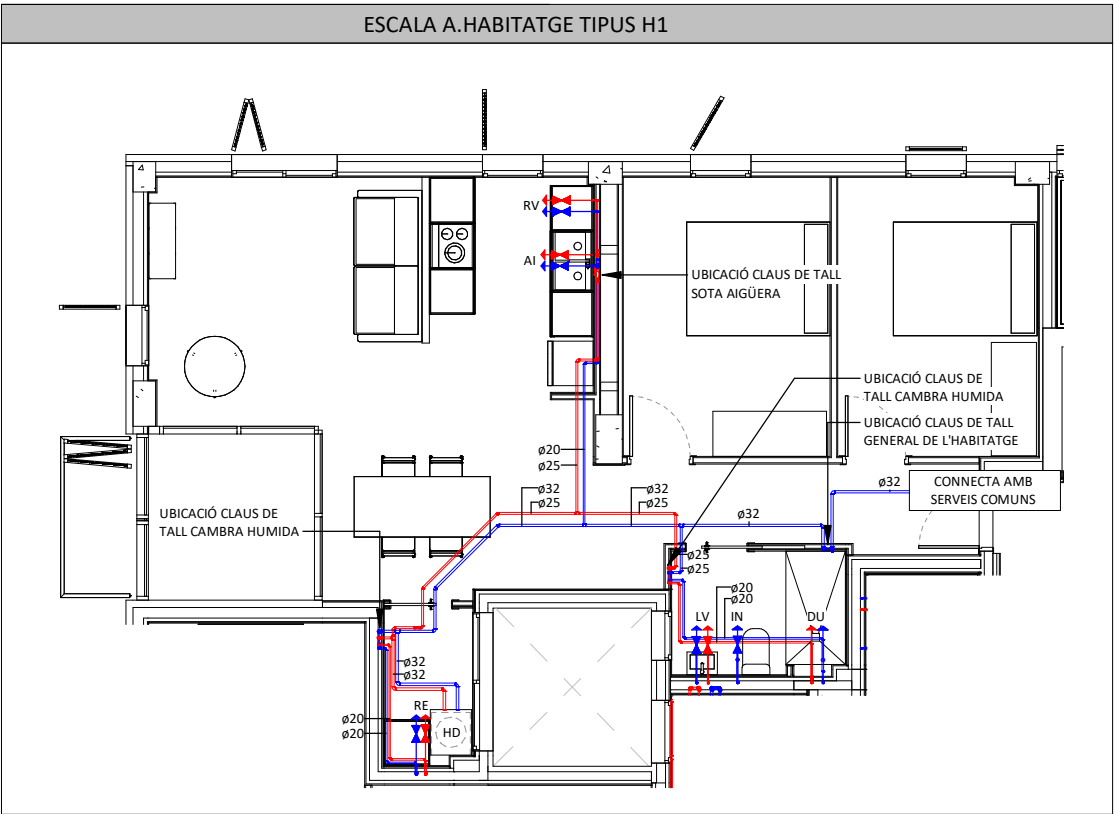 ESCALA A.HABITATGE TIPUS H1
RV
AI
UBICACIÓ CLAUS DE TALL
SOTA AIGÜERA
UBICACIÓ CLAUS DE
TALL CAMBRA HUMIDA
UBICACIÓ CLAUS DE TALL
GENERAL DE L'HABITATGE
ø20
ø25
ø32
CONNECTA AMB
SERVEIS COMUNS
ø32
ø25
ø32
ø25
ø32
UBICACIÓ CLAUS DE
TALL CAMBRA HUMIDA
ø25
ø25
ø20
ø20
LV
IN
DU
ø32
ø32
RE
ø20
ø20
HD